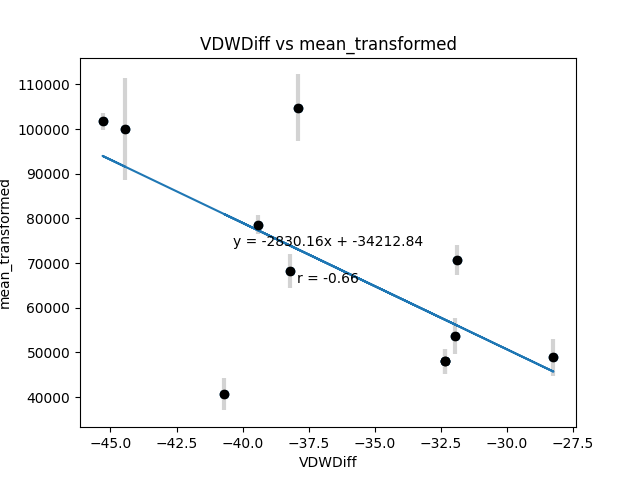 VDWDiff vs mean_transformed
mean_transformed
110000
100000
90000
80000
70000
60000
50000
40000
y = -2830.16x + -34212.84
r = -0.66
−45.0 −42.5 −40.0 −37.5 −35.0 −32.5 −30.0 −27.5
VDWDiff